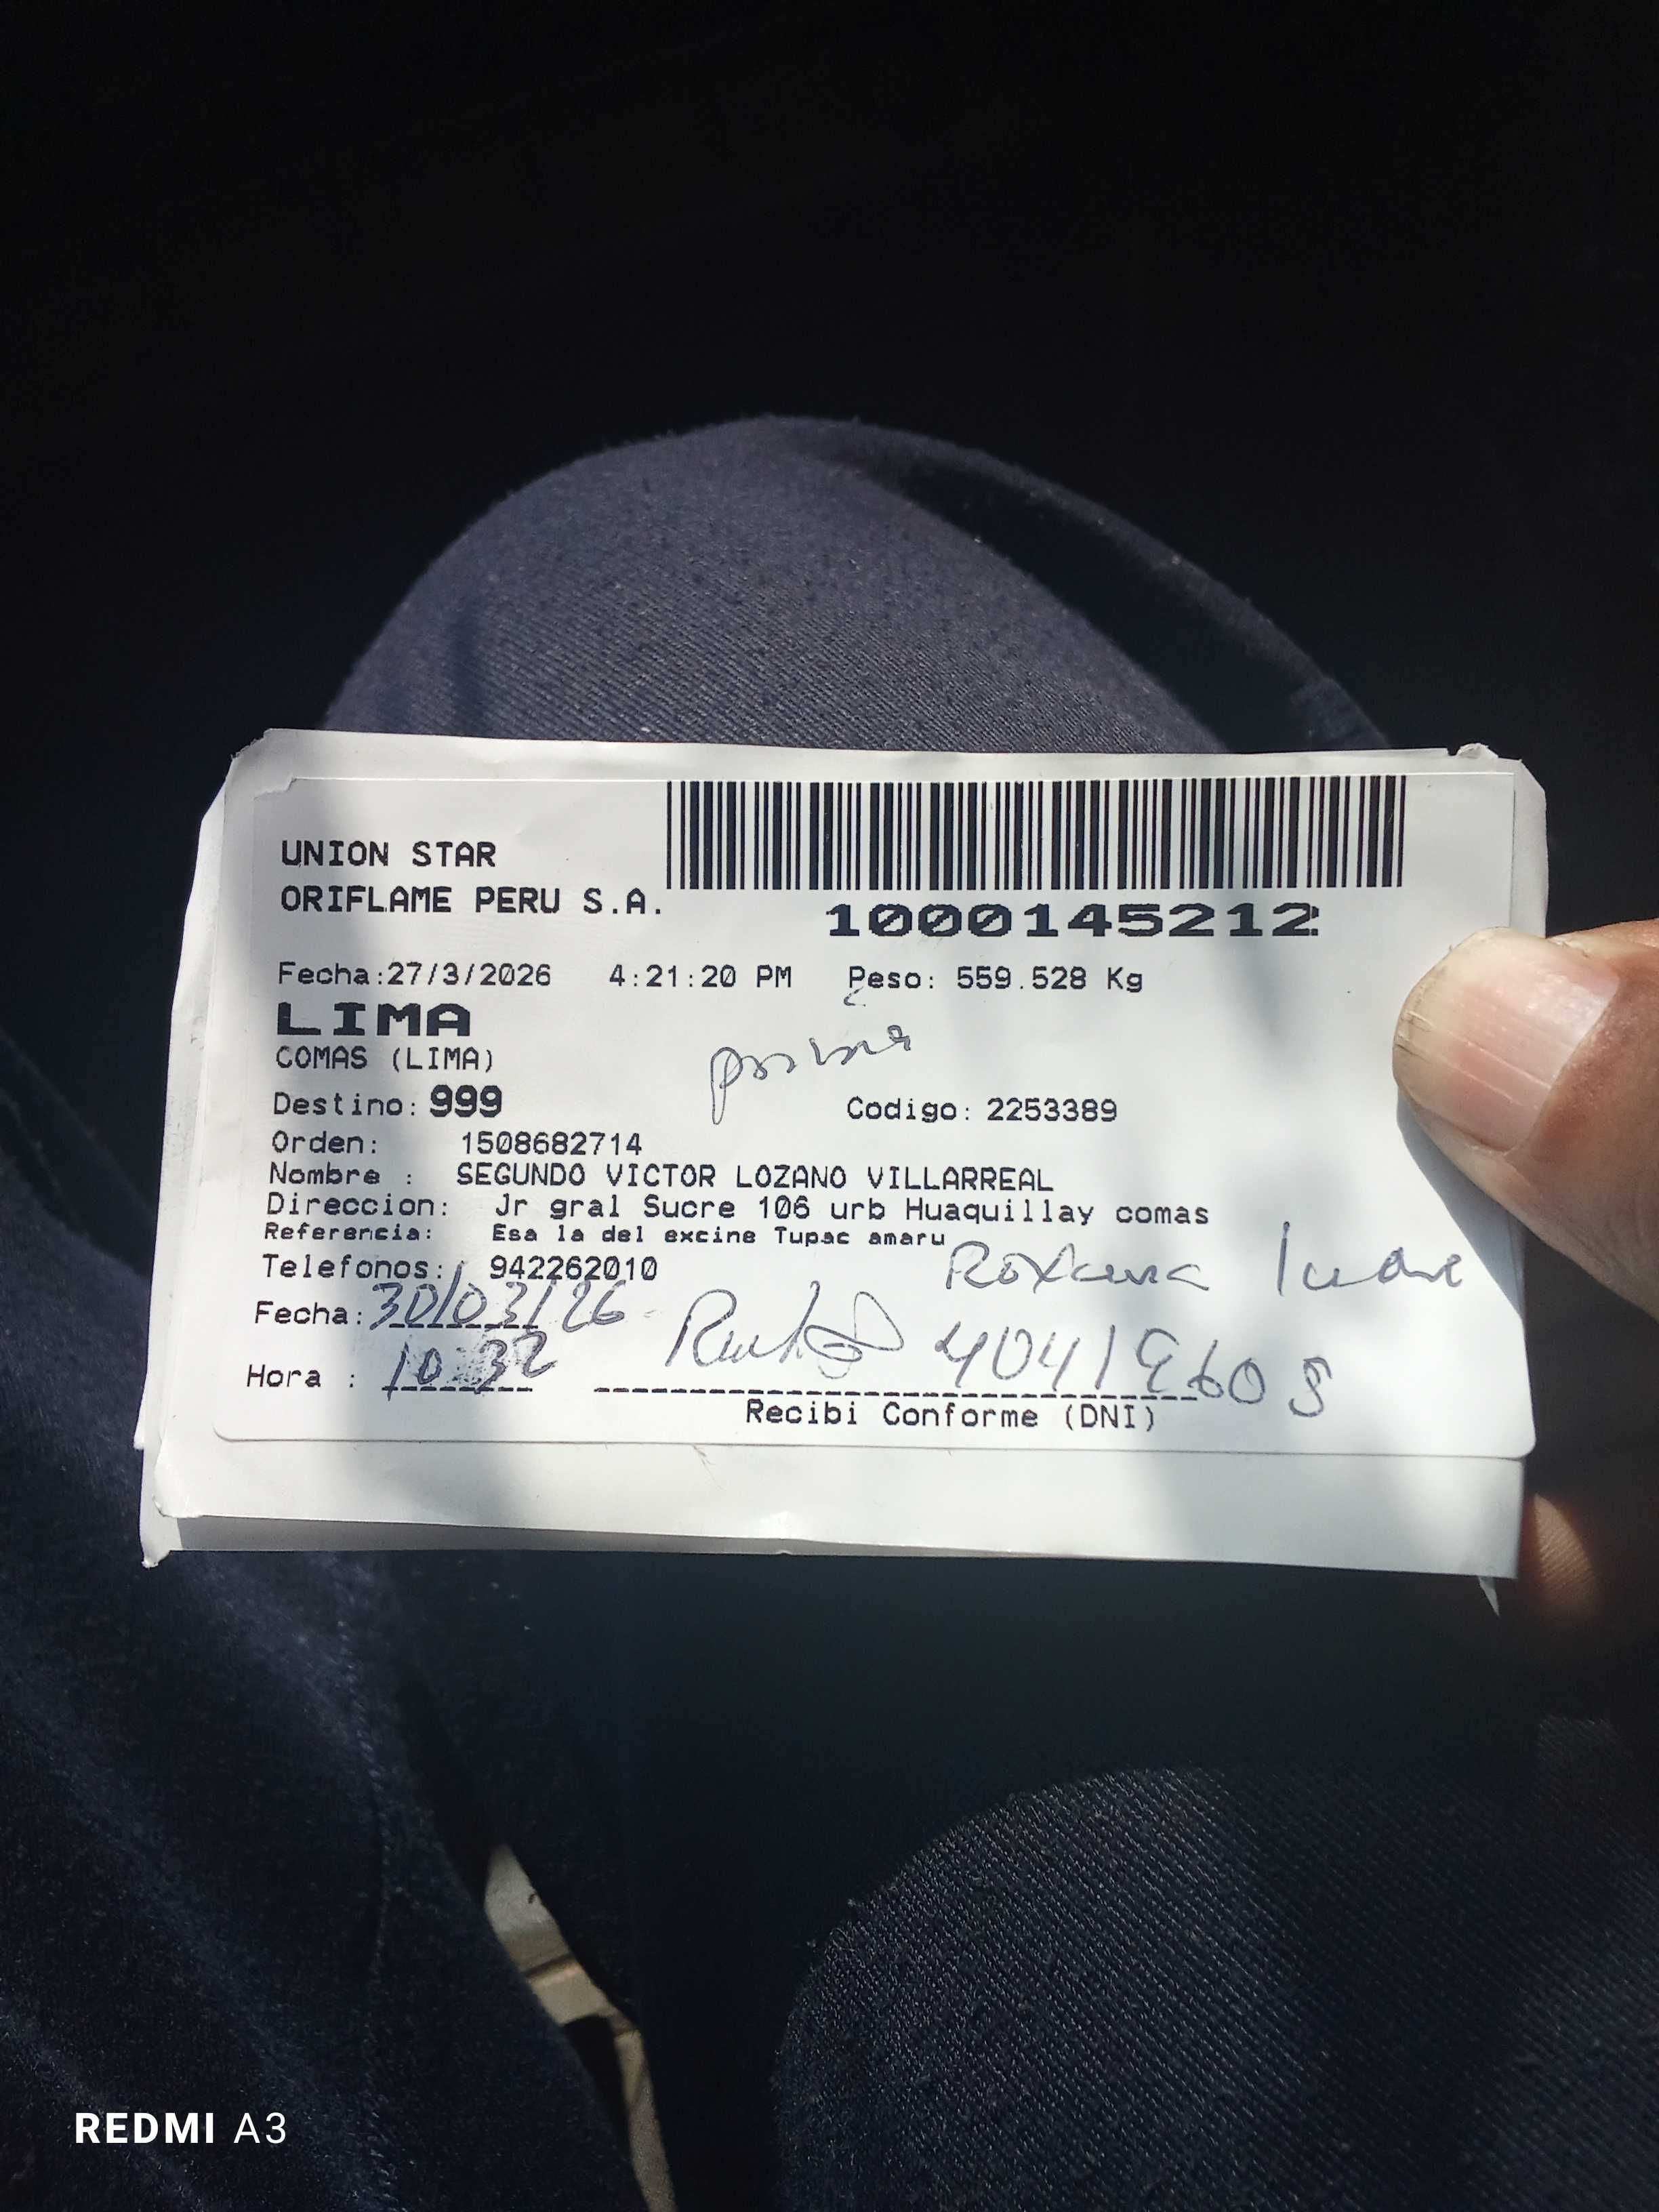 UNION STAR
ORIFLAME PERU S.A.
1000145212
Fecha:27/3/2026 4:21:20 PM Peso: 559.528 Kg
LIMA
COMAS (LIMA)
Destino: 999 Codigo: 2253389
Orden: 1508682714
Nombre : SEGUNDO VICTOR LOZANO VILLARREAL
Direccion: Jr gral Sucre 106 urb Huaquillay comas
Referencia: Esa la del excine Tupac amaru
Telefonos: 942262010 Roxana
Fecha: 30/03/26
Hora : 10:32
Recibi Conforme (DNI)
REDMI A3